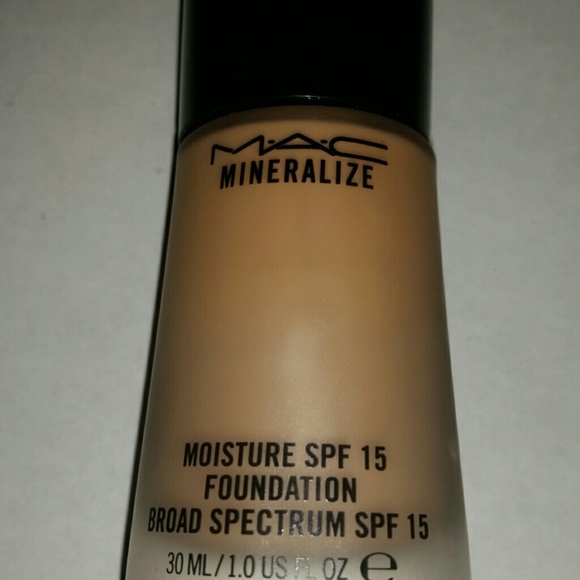 M·A·C
MINERALIZE
MOISTURE SPF 15
FOUNDATION
BROAD SPECTRUM SPF 15
30 ML / 1.0 US FL OZ ℮